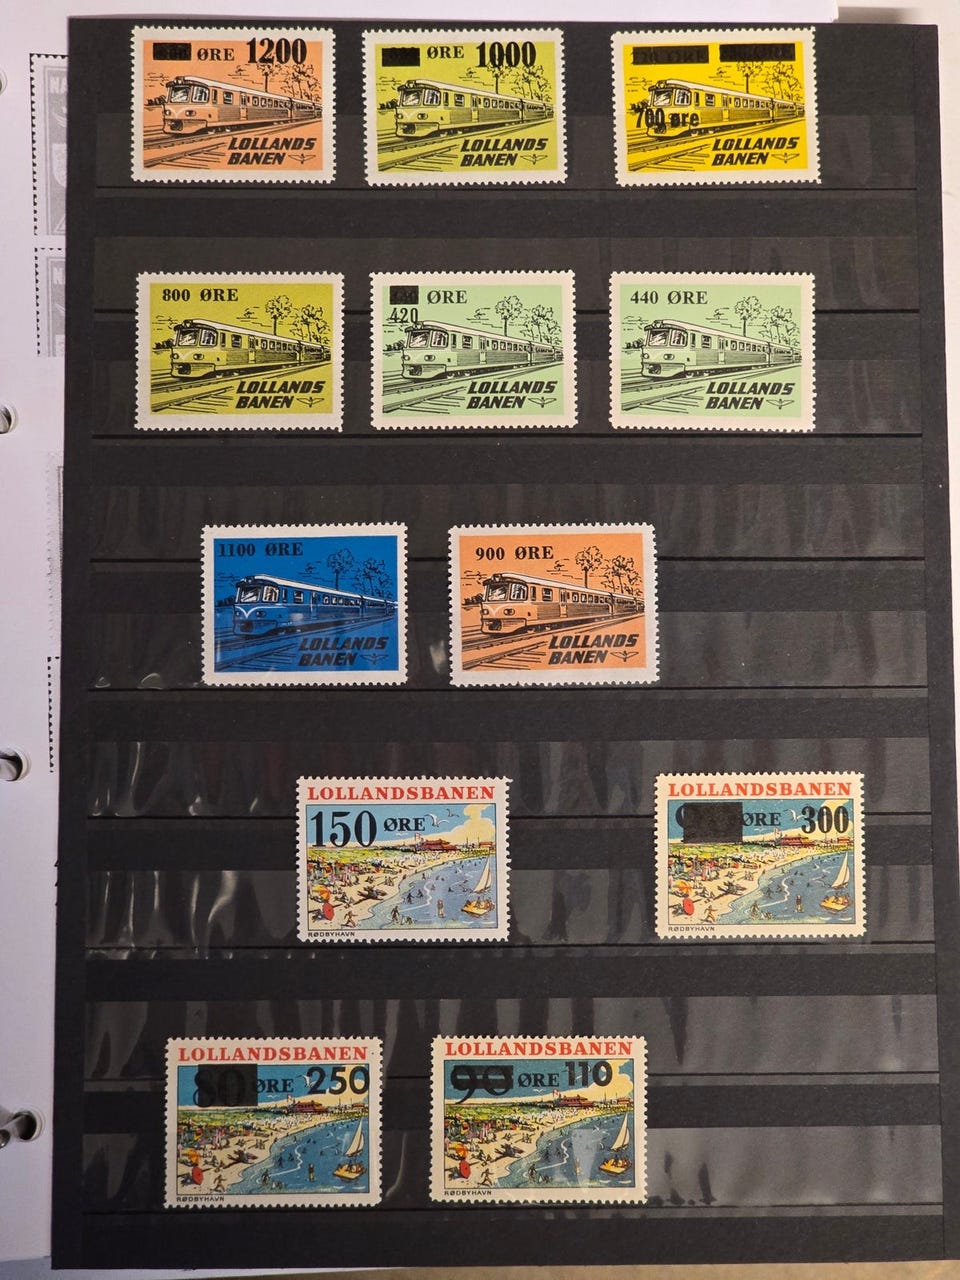 ØRE 1200
LOLLANDS
BANEN
ØRE 1000
LOLLANDS
BANEN
ØRE
700 øre
LOLLANDS
BANEN
800 ØRE
LOLLANDS
BANEN
ØRE
420
LOLLANDS
BANEN
440 ØRE
LOLLANDS
BANEN
1100 ØRE
LOLLANDS
BANEN
900 ØRE
LOLLANDS
BANEN
LOLLANDSBANEN
150 ØRE
RØDBYHAVN
LOLLANDSBANEN
ØRE 300
RØDBYHAVN
LOLLANDSBANEN
80 ØRE 250
RØDBYHAVN
LOLLANDSBANEN
90 ØRE 110
RØDBYHAVN